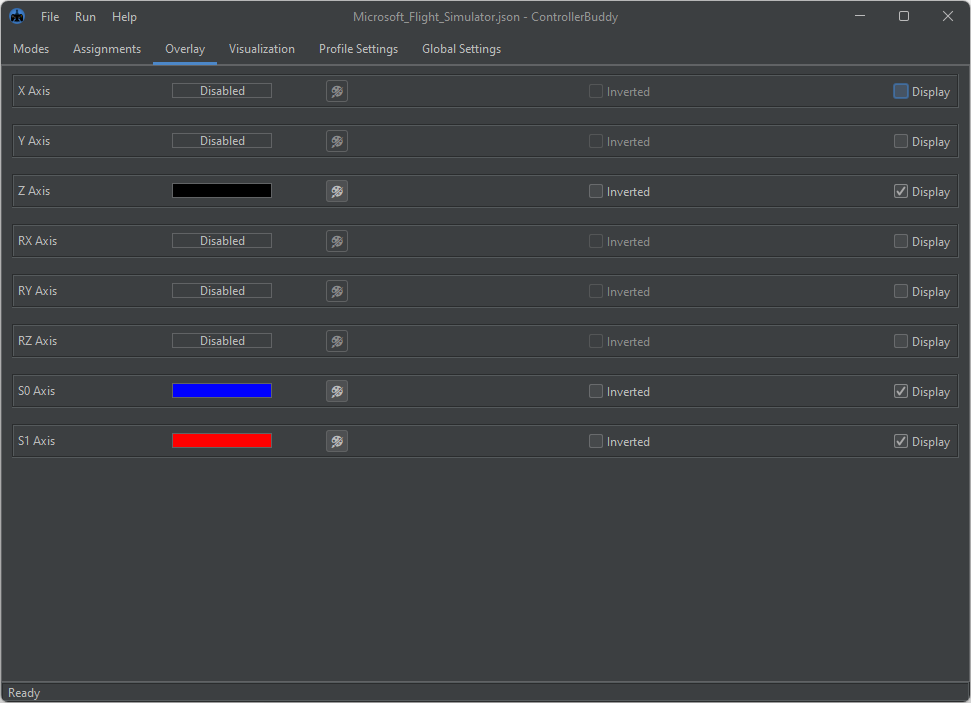 File Run Help Microsoft_Flight_Simulator.json - ControllerBuddy
Modes Assignments Overlay Visualization Profile Settings Global Settings
X Axis Disabled Inverted Display
Y Axis Disabled Inverted Display
Z Axis Inverted Display
RX Axis Disabled Inverted Display
RY Axis Disabled Inverted Display
RZ Axis Disabled Inverted Display
S0 Axis Inverted Display
S1 Axis Inverted Display
Ready